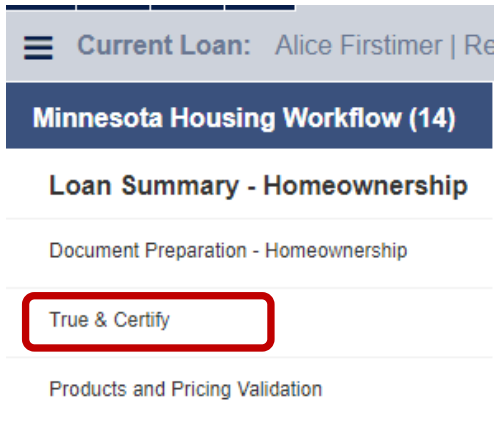 Current Loan: Alice Firstimer | Re
Minnesota Housing Workflow (14)
Loan Summary - Homeownership
Document Preparation - Homeownership
True & Certify
Products and Pricing Validation